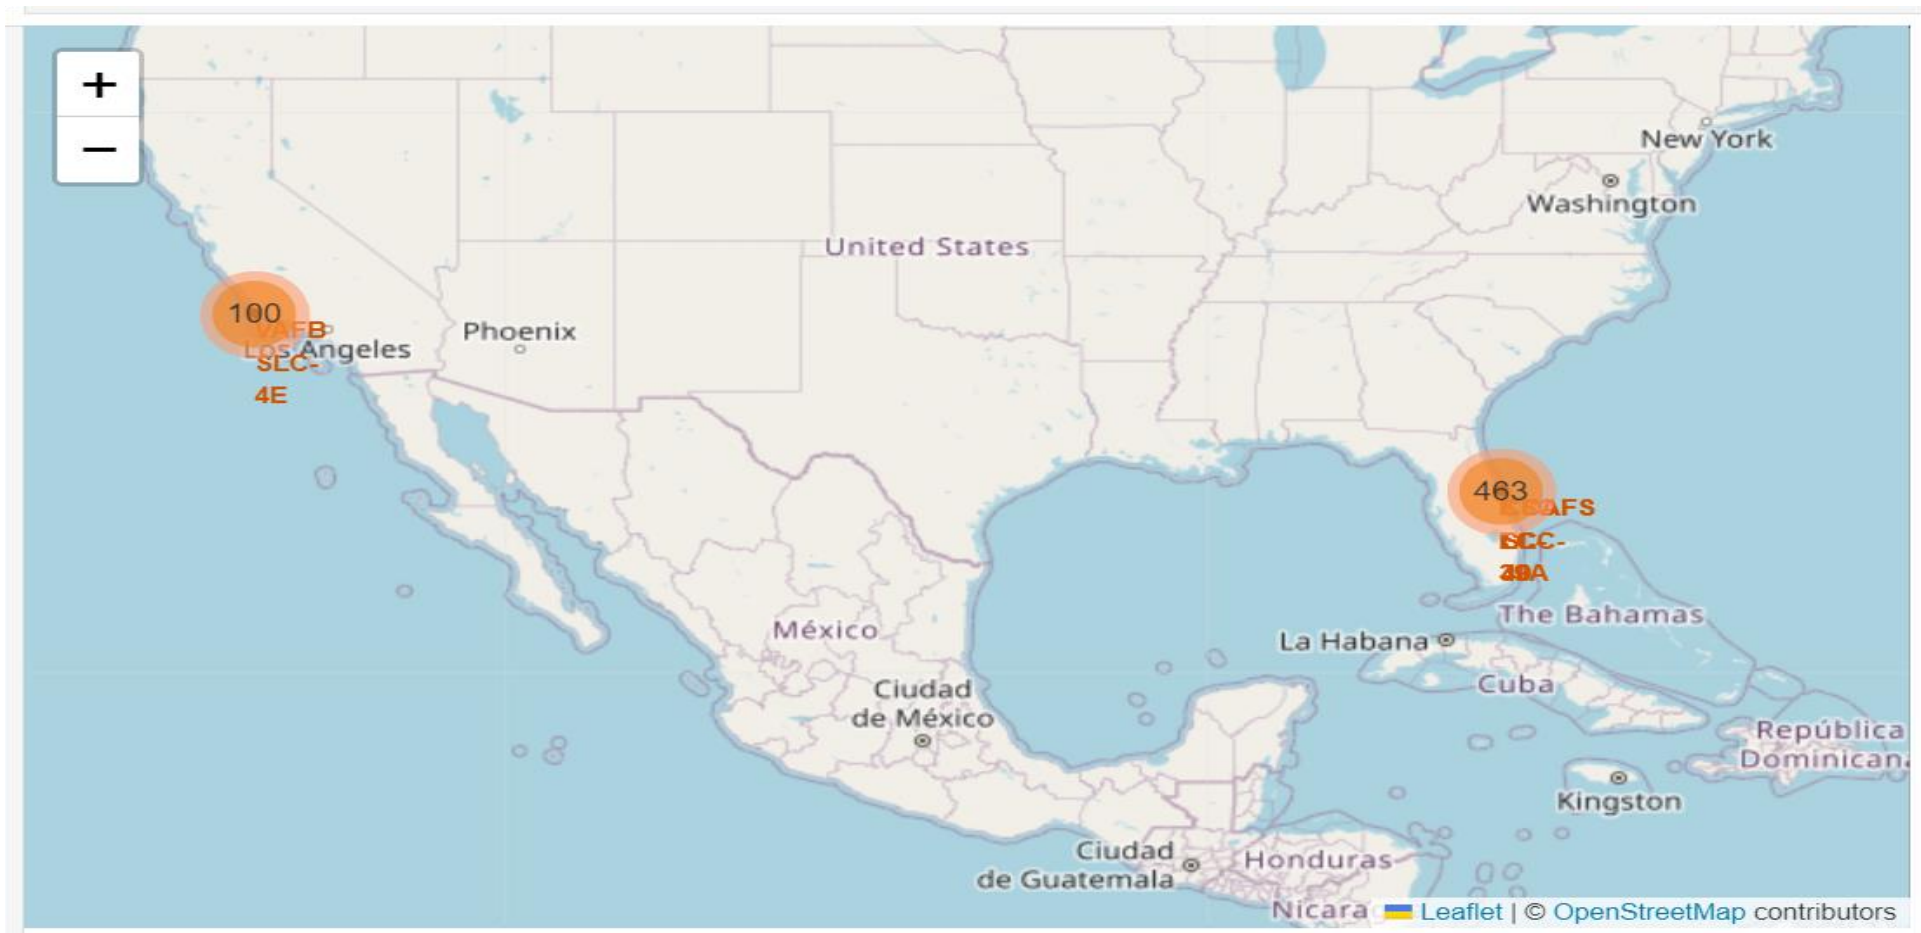 +
−
New York
Washington
United States
100
VAFB
Los Angeles
SLC-
4E
Phoenix
463
The Bahamas
La Habana
México
Cuba
Ciudad
de México
República
Dominicana
Kingston
Ciudad
de Guatemala
Honduras
Nicara
Leaflet | © OpenStreetMap contributors